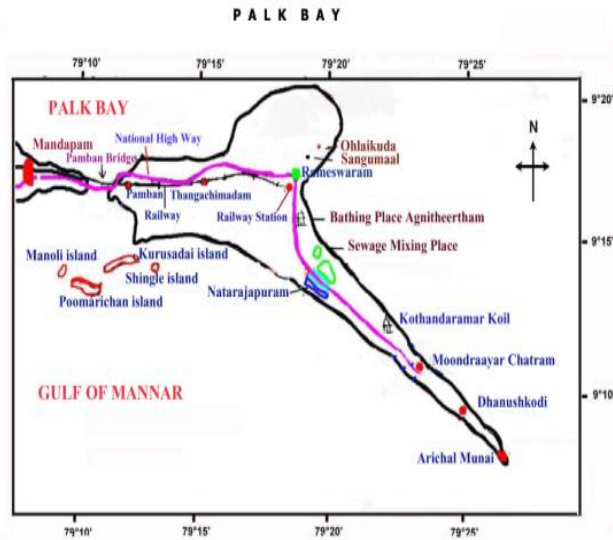 PALK BAY
79°10'
79°15'
79°20'
79°26'
9°20'
PALK BAY
N
National High Way
Mandapam
Pamban Bridge
Ohlaikuda
Sangumaal
Rameswaram
Pamban
Thangachimadam
Railway
Railway Station
Bathing Place Agnitheertham
9°15'
Sewage Mixing Place
Manoli island
Kurusadai island
Shingle island
Poomarichan island
Natarajapuram
Kothandaramar Koil
Moondraayar Chatram
GULF OF MANNAR
9°10'
Dhanushkodi
Arichal Munai
79°10'
79°15'
79°20'
79°25'